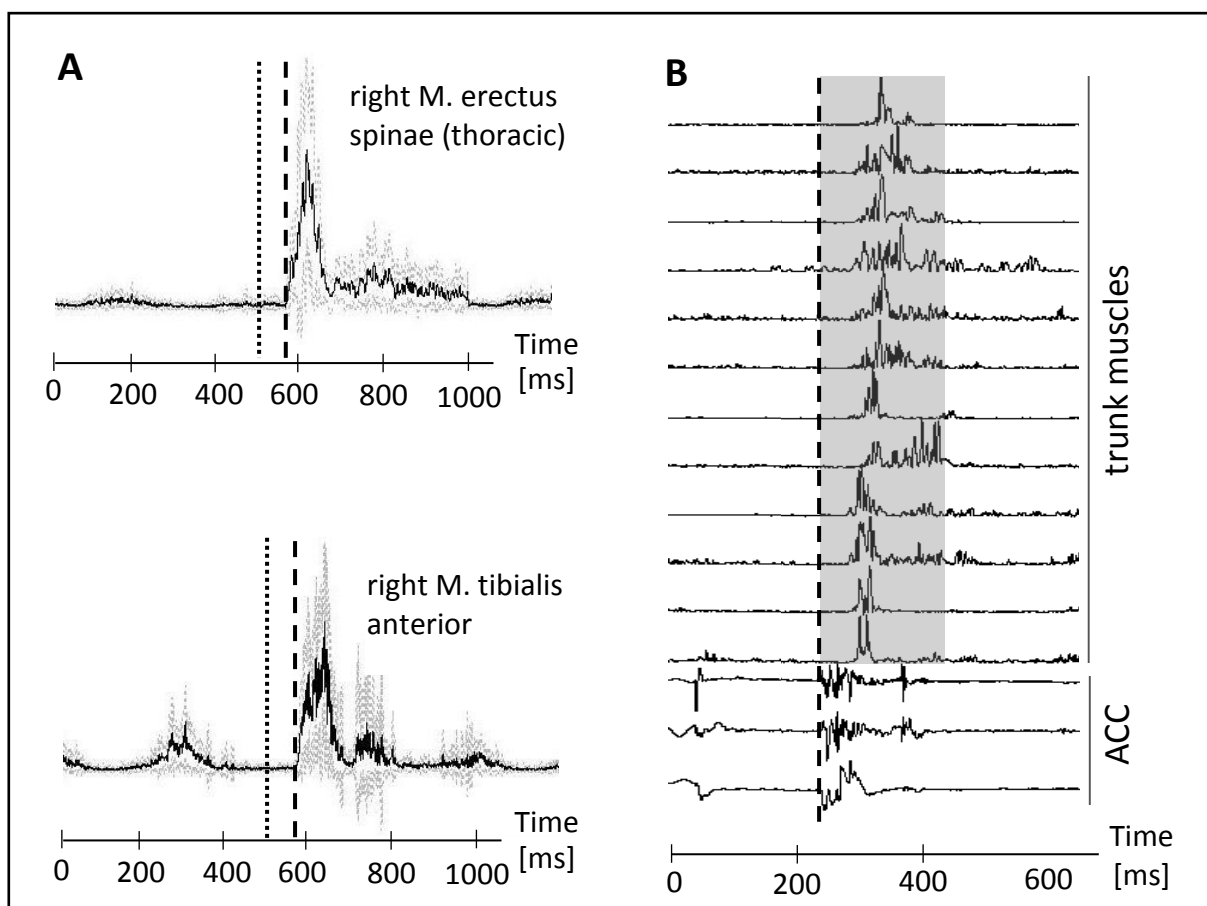 A
right M. erectus
spinae (thoracic)
Time
[ms]
0 200 400 600 800 1000
right M. tibialis
anterior
Time
[ms]
0 200 400 600 800 1000
B
trunk muscles
ACC
Time
[ms]
0 200 400 600